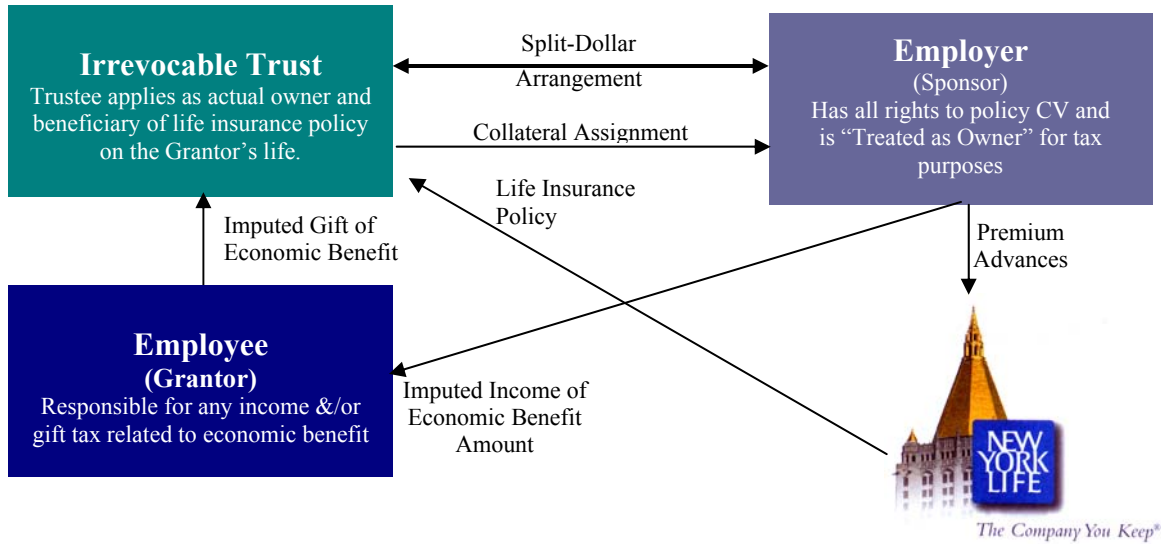 Irrevocable Trust
Trustee applies as actual owner and
beneficiary of life insurance policy
on the Grantor’s life.
Split-Dollar
Arrangement
Collateral Assignment
Employer
(Sponsor)
Has all rights to policy CV and
is “Treated as Owner” for tax
purposes
Life Insurance
Policy
Imputed Gift of
Economic Benefit
Premium
Advances
Employee
(Grantor)
Responsible for any income &/or
gift tax related to economic benefit
Imputed Income of
Economic Benefit
Amount
NEW
YORK
LIFE
The Company You Keep®